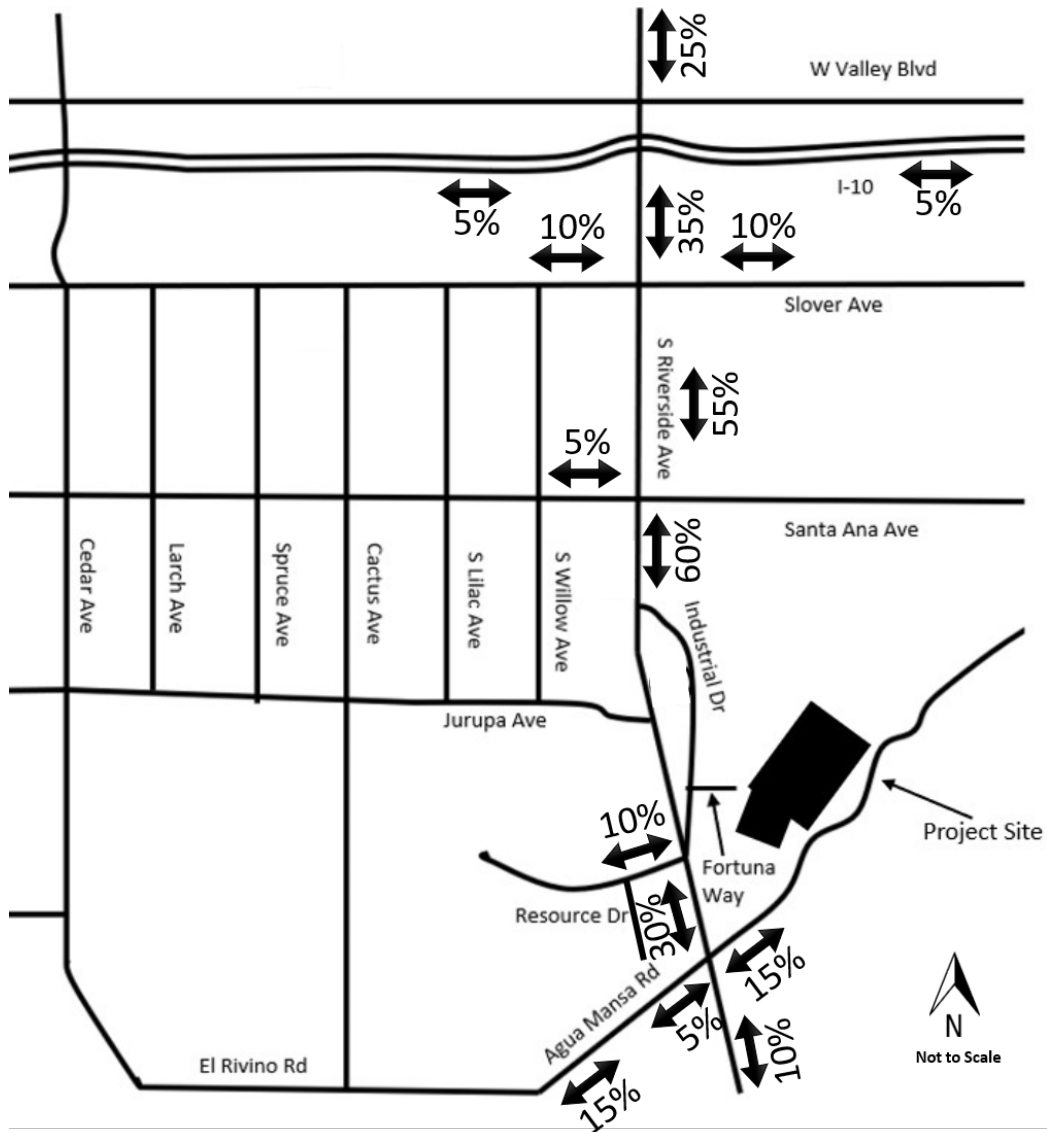 25%
W Valley Blvd
I-10
5%
5%
35%
10%
10%
Slover Ave
S Riverside Ave
55%
5%
Santa Ana Ave
60%
Cedar Ave
Larch Ave
Spruce Ave
Cactus Ave
S Lilac Ave
S Willow Ave
Industrial Dr
Jurupa Ave
Project Site
10%
Fortuna
Way
Resource Dr
30%
15%
Agua Mansa Rd
5%
10%
N
Not to Scale
El Rivino Rd
15%